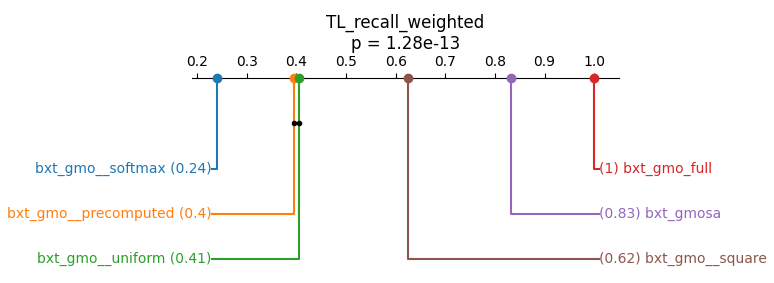 TL_recall_weighted
p = 1.28e-13
0.2 0.3 0.4 0.5 0.6 0.7 0.8 0.9 1.0
bxt_gmo__softmax (0.24) (1) bxt_gmo_full
bxt_gmo__precomputed (0.4) (0.83) bxt_gmosa
bxt_gmo__uniform (0.41) (0.62) bxt_gmo__square